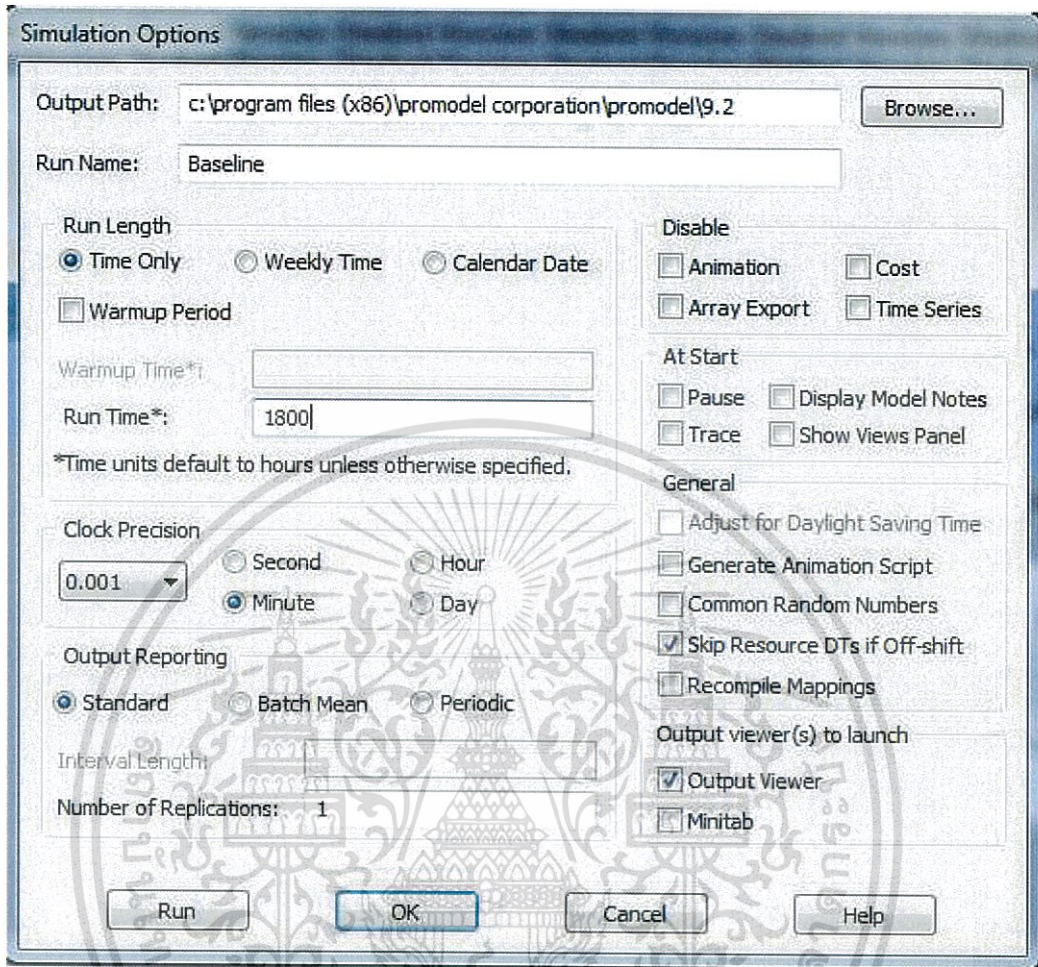 Simulation Options
Output Path: c:\program files (x86)\promodel corporation\promodel\9.2 Browse...
Run Name: Baseline
Run Length
Time Only Weekly Time Calendar Date
Warmup Period
Warmup Time*:
Run Time*: 1800
*Time units default to hours unless otherwise specified.
Clock Precision
0.001 Second Hour
Minute Day
Output Reporting
Standard Batch Mean Periodic
Interval Length:
Number of Replications: 1
Disable
Animation Cost
Array Export Time Series
At Start
Pause Display Model Notes
Trace Show Views Panel
General
Adjust for Daylight Saving Time
Generate Animation Script
Common Random Numbers
Skip Resource DTs if Off-shift
Recompile Mappings
Output viewer(s) to launch
Output Viewer
Minitab
Run OK Cancel Help